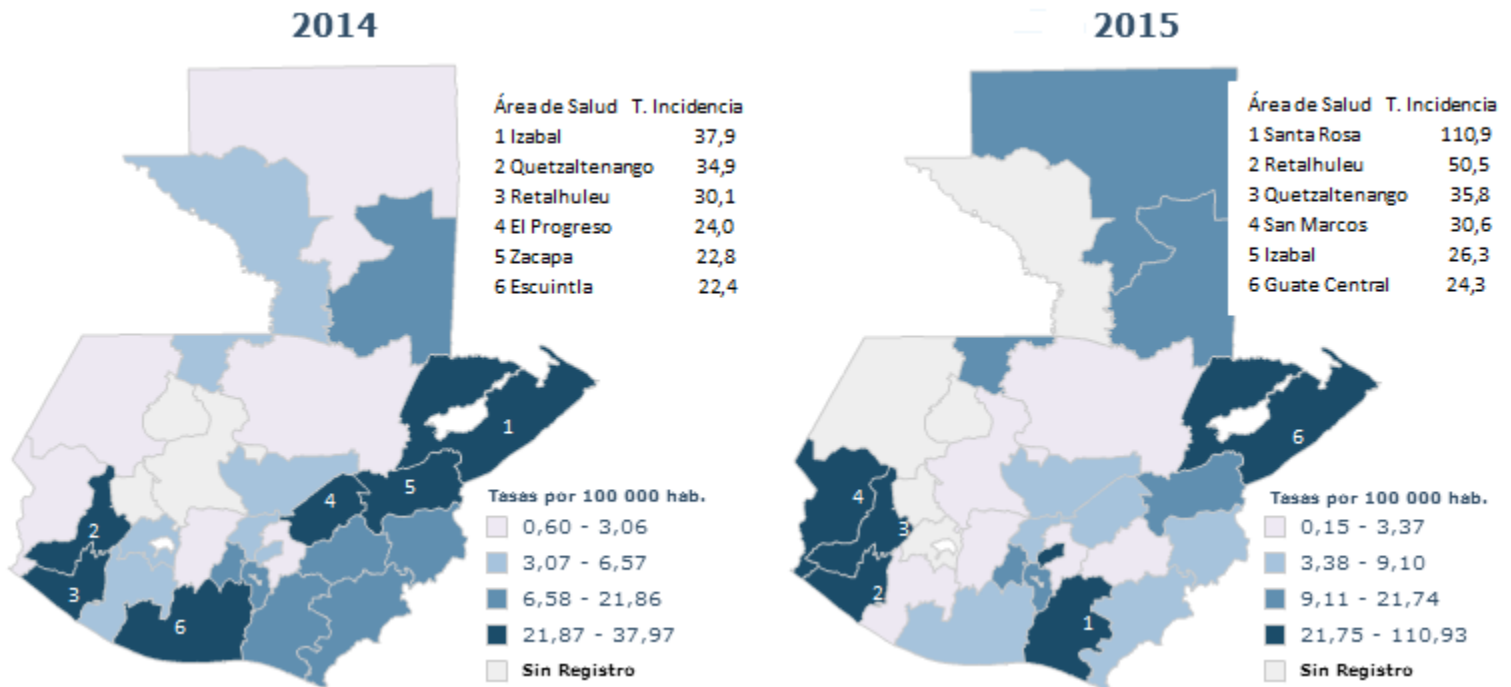 2014
Área de Salud T. Incidencia
1 Izabal 37,9
2 Quetzaltenango 34,9
3 Retalhuleu 30,1
4 El Progreso 24,0
5 Zacapa 22,8
6 Escuintla 22,4
1
5
4
2
3
6
Tasas por 100 000 hab.
0,60 - 3,06
3,07 - 6,57
6,58 - 21,86
21,87 - 37,97
Sin Registro
2015
Área de Salud T. Incidencia
1 Santa Rosa 110,9
2 Retalhuleu 50,5
3 Quetzaltenango 35,8
4 San Marcos 30,6
5 Izabal 26,3
6 Guate Central 24,3
6
4
3
2
1
Tasas por 100 000 hab.
0,15 - 3,37
3,38 - 9,10
9,11 - 21,74
21,75 - 110,93
Sin Registro